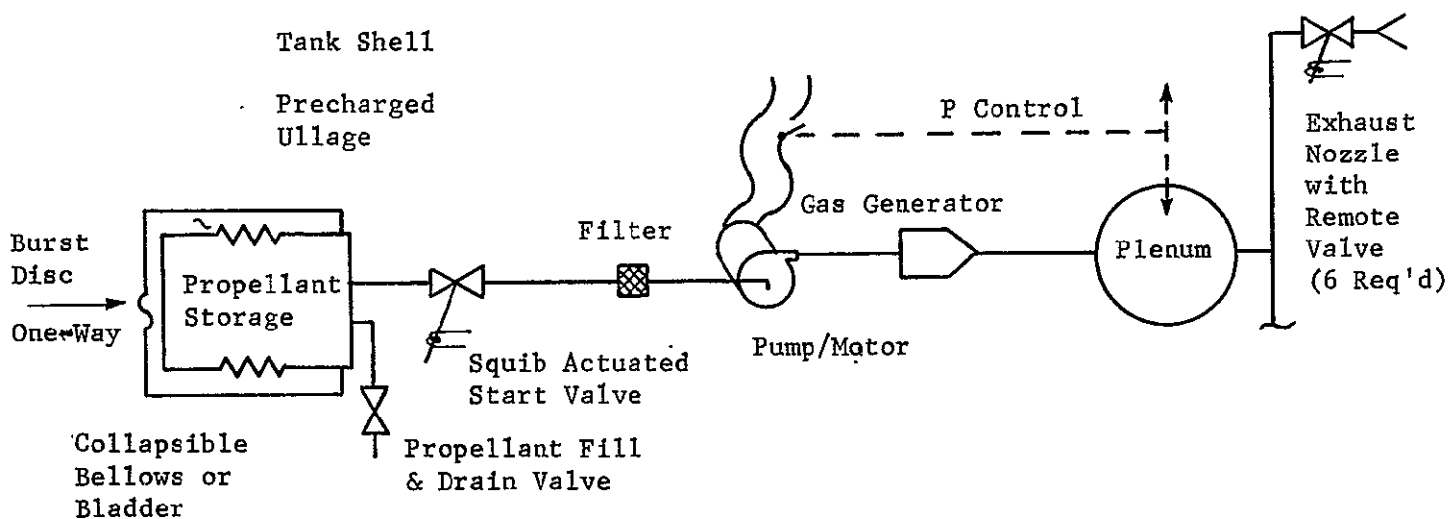 Tank Shell
Precharged
Ullage
P Control
Exhaust
Nozzle
with
Remote
Valve
(6 Req'd)
Burst
Disc
One-Way
Propellant
Storage
Filter
Gas Generator
Plenum
Squib Actuated
Start Valve
Pump/Motor
Collapsible
Bellows or
Bladder
Propellant Fill
& Drain Valve